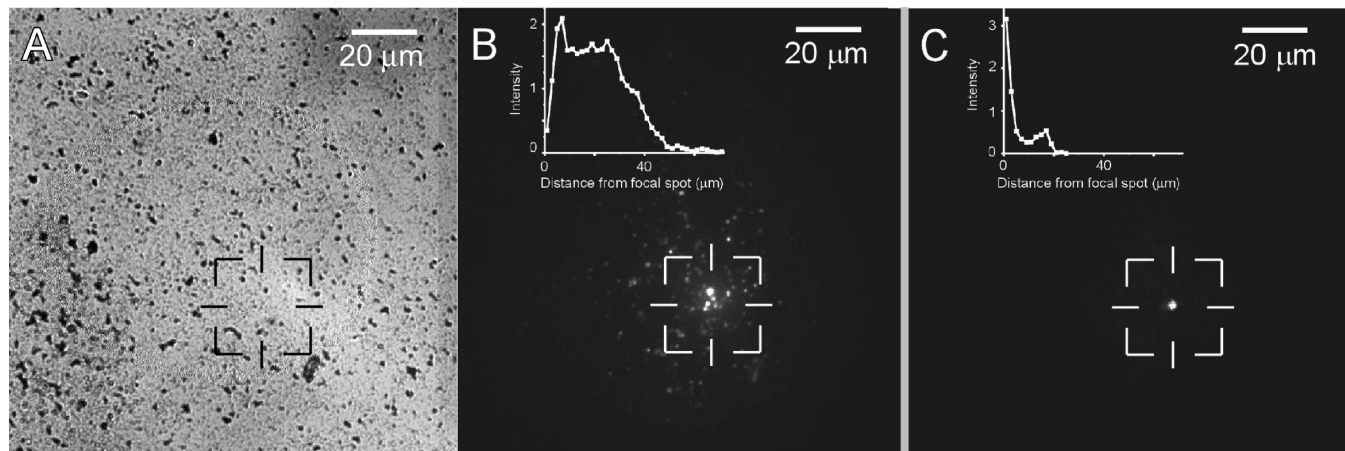 A
20 μm
B
20 μm
2
1
0
Intensity
0
40
Distance from focal spot (μm)
C
20 μm
3
2
1
0
Intensity
0
40
Distance from focal spot (μm)